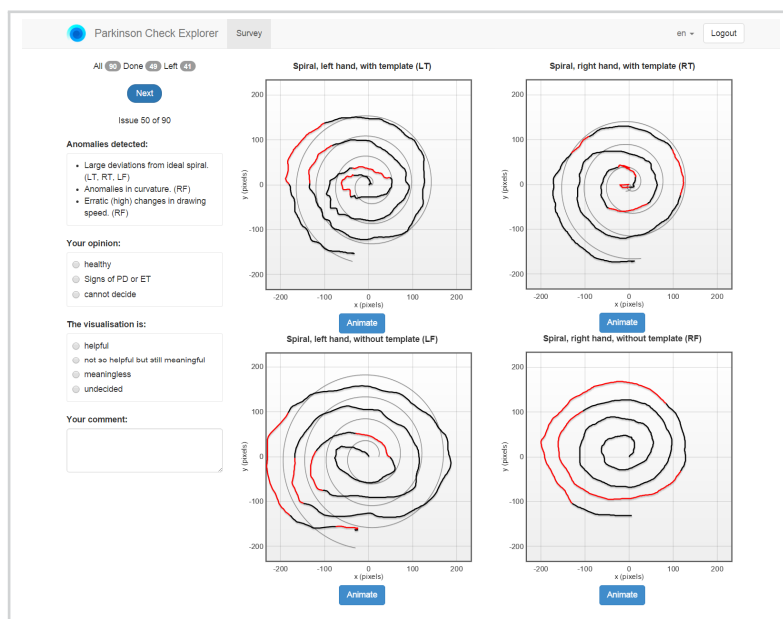 Parkinson Check Explorer
Survey
en
Logout
All 90 Done 49 Left 41
Next
Issue 50 of 90
Anomalies detected:
• Large deviations from ideal spiral.
(LT, RT, LF)
• Anomalies in curvature. (RF)
• Erratic (high) changes in drawing
speed. (RF)
Your opinion:
healthy
Signs of PD or ET
cannot decide
The visualisation is:
helpful
not so helpful but still meaningful
meaningless
undecided
Your comment:
Spiral, left hand, with template (LT)
y (pixels)
200
100
0
-100
-200
-200 -100 0 100 200
x (pixels)
Animate
Spiral, right hand, with template (RT)
y (pixels)
200
100
0
-100
-200
-200 -100 0 100 200
x (pixels)
Animate
Spiral, left hand, without template (LF)
y (pixels)
200
100
0
-100
-200
-200 -100 0 100 200
x (pixels)
Animate
Spiral, right hand, without template (RF)
y (pixels)
200
100
0
-100
-200
-200 -100 0 100 200
x (pixels)
Animate